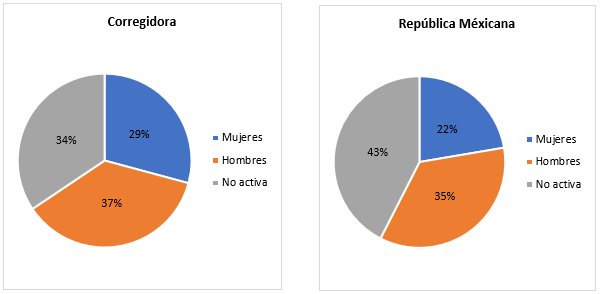 Corregidora
29%
37%
34%
Mujeres
Hombres
No activa
República Méxicana
22%
35%
43%
Mujeres
Hombres
No activa